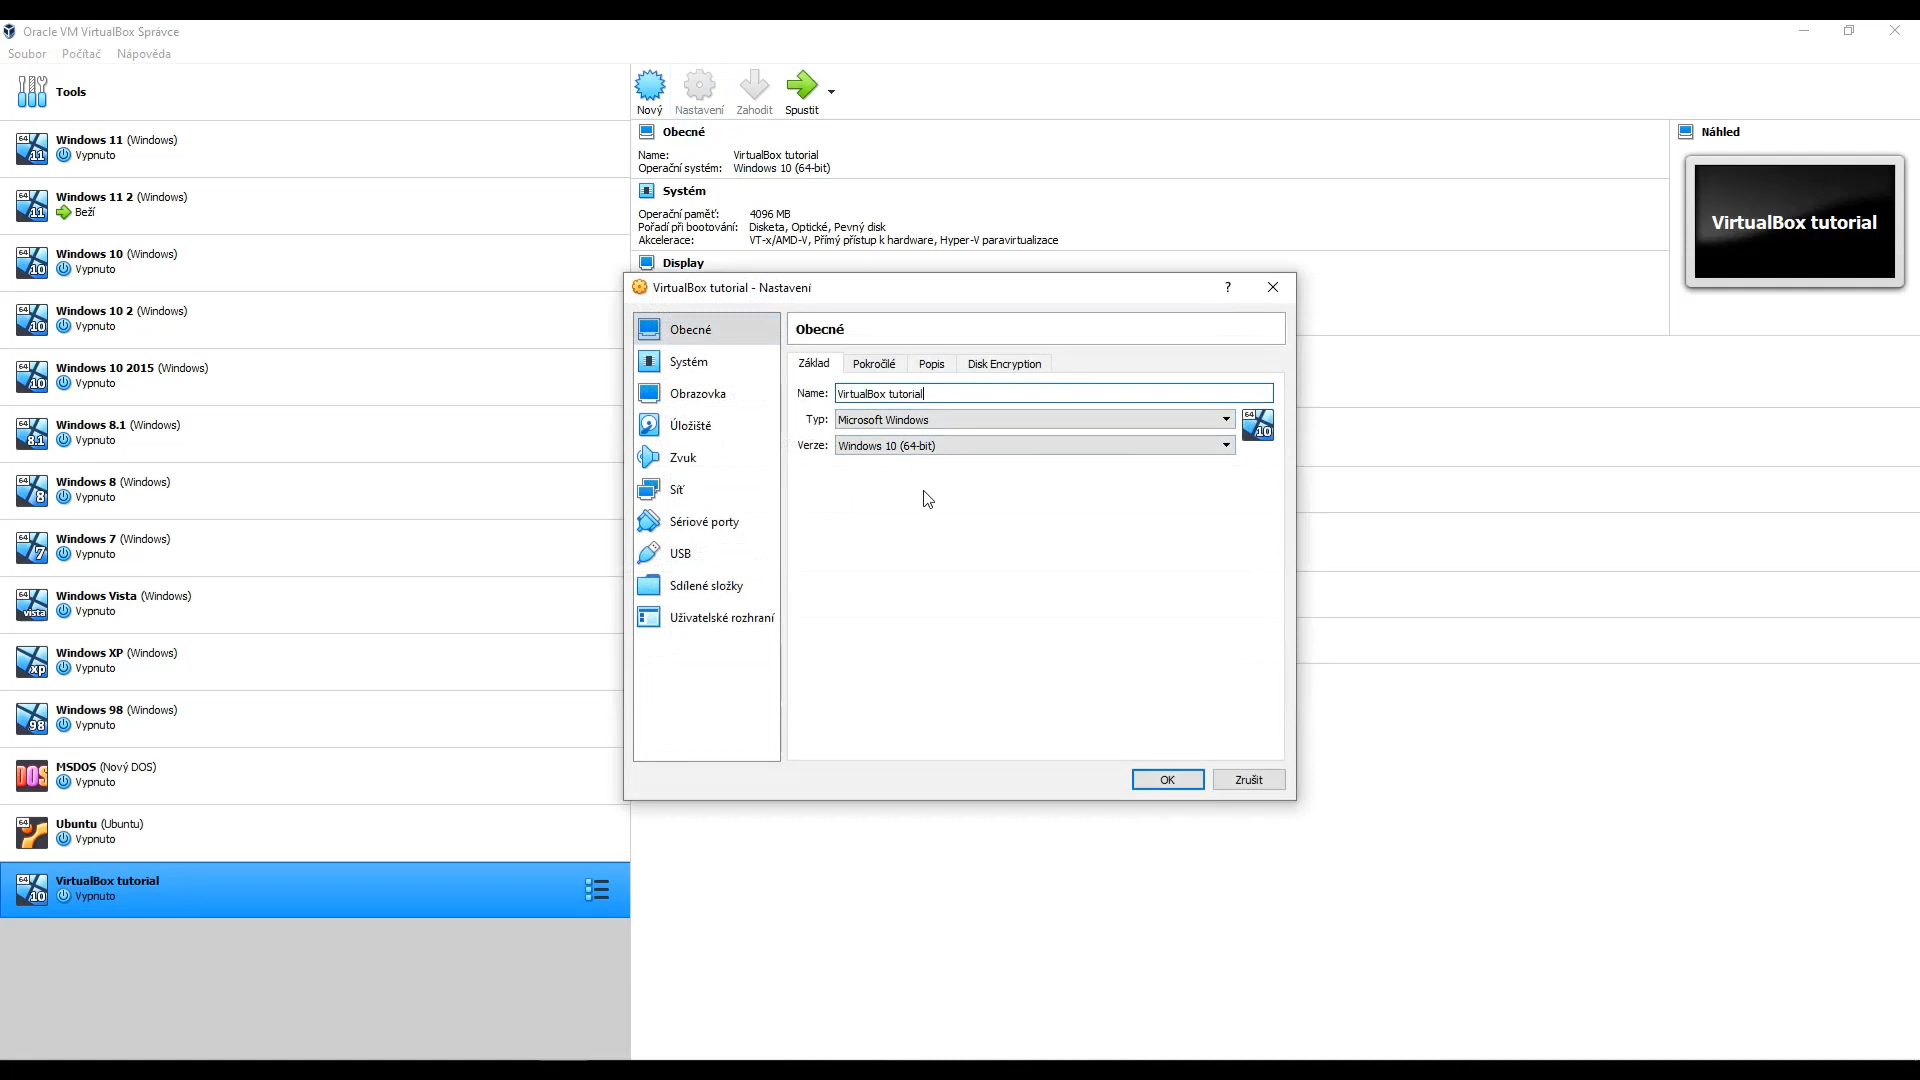 Oracle VM VirtualBox Správce
Soubor Počítač Nápověda
Tools
Windows 11 (Windows)
Vypnuto
Windows 11 2 (Windows)
Beží
Windows 10 (Windows)
Vypnuto
Windows 10 2 (Windows)
Vypnuto
Windows 10 2015 (Windows)
Vypnuto
Windows 8.1 (Windows)
Vypnuto
Windows 8 (Windows)
Vypnuto
Windows 7 (Windows)
Vypnuto
Windows Vista (Windows)
Vypnuto
Windows XP (Windows)
Vypnuto
Windows 98 (Windows)
Vypnuto
MSDOS (Nový DOS)
Vypnuto
Ubuntu (Ubuntu)
Vypnuto
VirtualBox tutorial
Vypnuto
Nový Nastavení Zahodit Spustit
Obecné
Name: VirtualBox tutorial
Operační systém: Windows 10 (64-bit)
Systém
Operační paměť: 4096 MB
Pořadí při bootování: Disketa, Optické, Pevný disk
Akcelerace: VT-x/AMD-V, Přímý přístup k hardware, Hyper-V paravirtualizace
Display
Náhled
VirtualBox tutorial
VirtualBox tutorial - Nastavení
?
Obecné
Systém
Obrazovka
Úložiště
Zvuk
Síť
Sériové porty
USB
Sdílené složky
Uživatelské rozhraní
Obecné
Základ Pokročilé Popis Disk Encryption
Name: VirtualBox tutorial
Typ: Microsoft Windows
Verze: Windows 10 (64-bit)
64 10
OK Zrušit